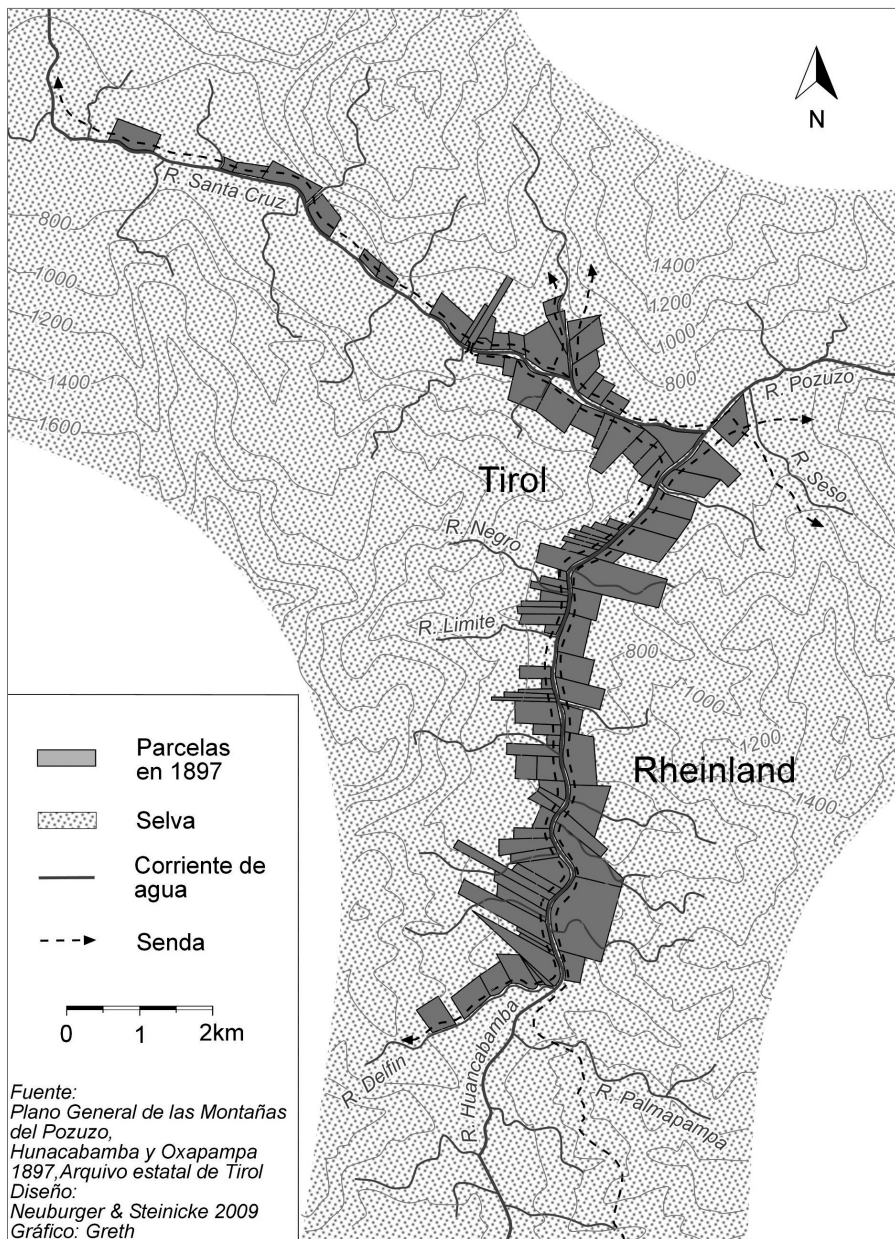 N
R. Santa Cruz
800
1000
1200
1400
1600
1400
1200
1000
800
R. Pozuzo
R. Seso
Tirol
R. Negro
R. Limite
800
1000
1200
1400
Rheinland
R. Delfin
R. Huancabamba
R. Palmapampa
Parcelas
en 1897
Selva
Corriente de
agua
Senda
0 1 2km
Fuente:
Plano General de las Montañas
del Pozuzo,
Hunacabamba y Oxapampa
1897,Arquivo estatal de Tirol
Diseño:
Neuburger & Steinicke 2009
Gráfico: Greth